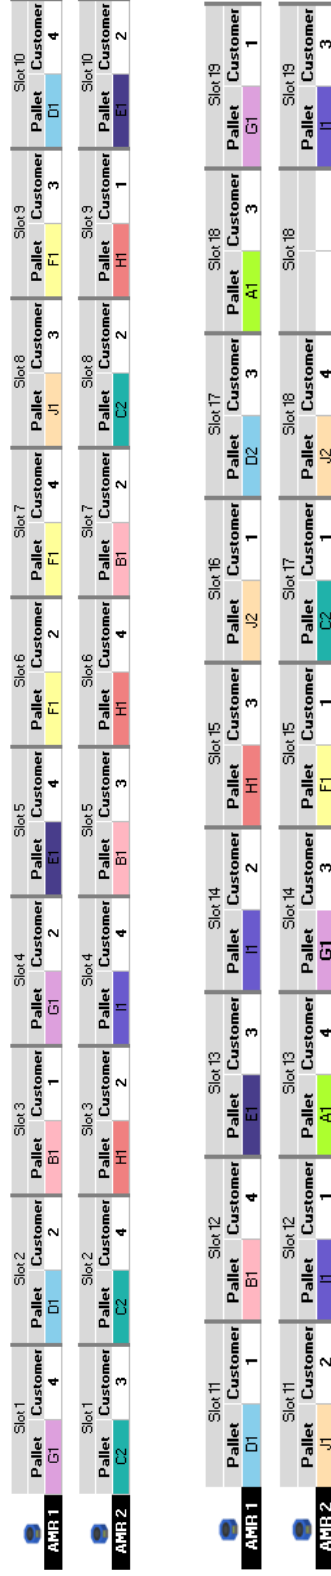 Slot 1 Slot 2 Slot 3 Slot 4 Slot 5 Slot 6 Slot 7 Slot 8 Slot 9 Slot 10
Pallet Customer Pallet Customer Pallet Customer Pallet Customer Pallet Customer Pallet Customer Pallet Customer Pallet Customer Pallet Customer Pallet Customer
AMR 1 G1 4 D1 2 B1 1 G1 2 E1 4 F1 2 F1 4 J1 3 F1 3 D1 4
Slot 1 Slot 2 Slot 3 Slot 4 Slot 5 Slot 6 Slot 7 Slot 8 Slot 9 Slot 10
Pallet Customer Pallet Customer Pallet Customer Pallet Customer Pallet Customer Pallet Customer Pallet Customer Pallet Customer Pallet Customer Pallet Customer
AMR 2 C2 3 C2 4 H1 2 I1 4 B1 3 H1 4 B1 2 C2 2 H1 1 E1 2
Slot 11 Slot 12 Slot 13 Slot 14 Slot 15 Slot 16 Slot 17 Slot 18 Slot 19
Pallet Customer Pallet Customer Pallet Customer Pallet Customer Pallet Customer Pallet Customer Pallet Customer Pallet Customer Pallet Customer
AMR 1 D1 1 B1 4 E1 3 I1 2 H1 3 J2 1 D2 3 A1 3 G1 1
Slot 11 Slot 12 Slot 13 Slot 14 Slot 15 Slot 17 Slot 18 Slot 18 Slot 19
Pallet Customer Pallet Customer Pallet Customer Pallet Customer Pallet Customer Pallet Customer Pallet Customer Pallet Customer
AMR 2 J1 2 I1 1 A1 4 G1 3 F1 1 C2 1 J2 4 I1 3